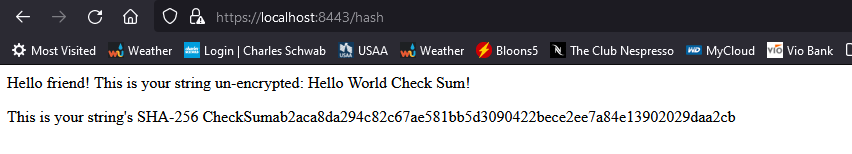 https://localhost:8443/hash
Most Visited Weather Login | Charles Schwab USAA Weather Bloons5 The Club Nespresso WD MyCloud VIO Vio Bank
Hello friend! This is your string un-encrypted: Hello World Check Sum!
This is your string's SHA-256 CheckSumab2aca8da294c82c67ae581bb5d3090422bece2ee7a84e13902029daa2cb